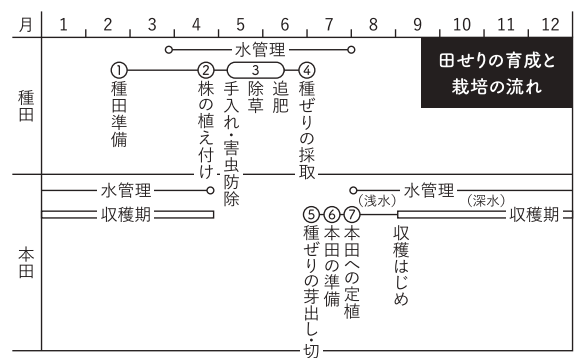 月 1 2 3 4 5 6 7 8 9 10 11 12
田せりの育成と
栽培の流れ
種田
水管理
① ② ③ ④
種田準備
株の植え付け
手入れ・害虫防除
除草
追肥
種ぜりの採取
本田
水管理
収穫期
水管理
(浅水)
(深水)
⑤ ⑥ ⑦
収穫期
種ぜりの芽出し・切
本田の準備
本田への定植
収穫はじめ